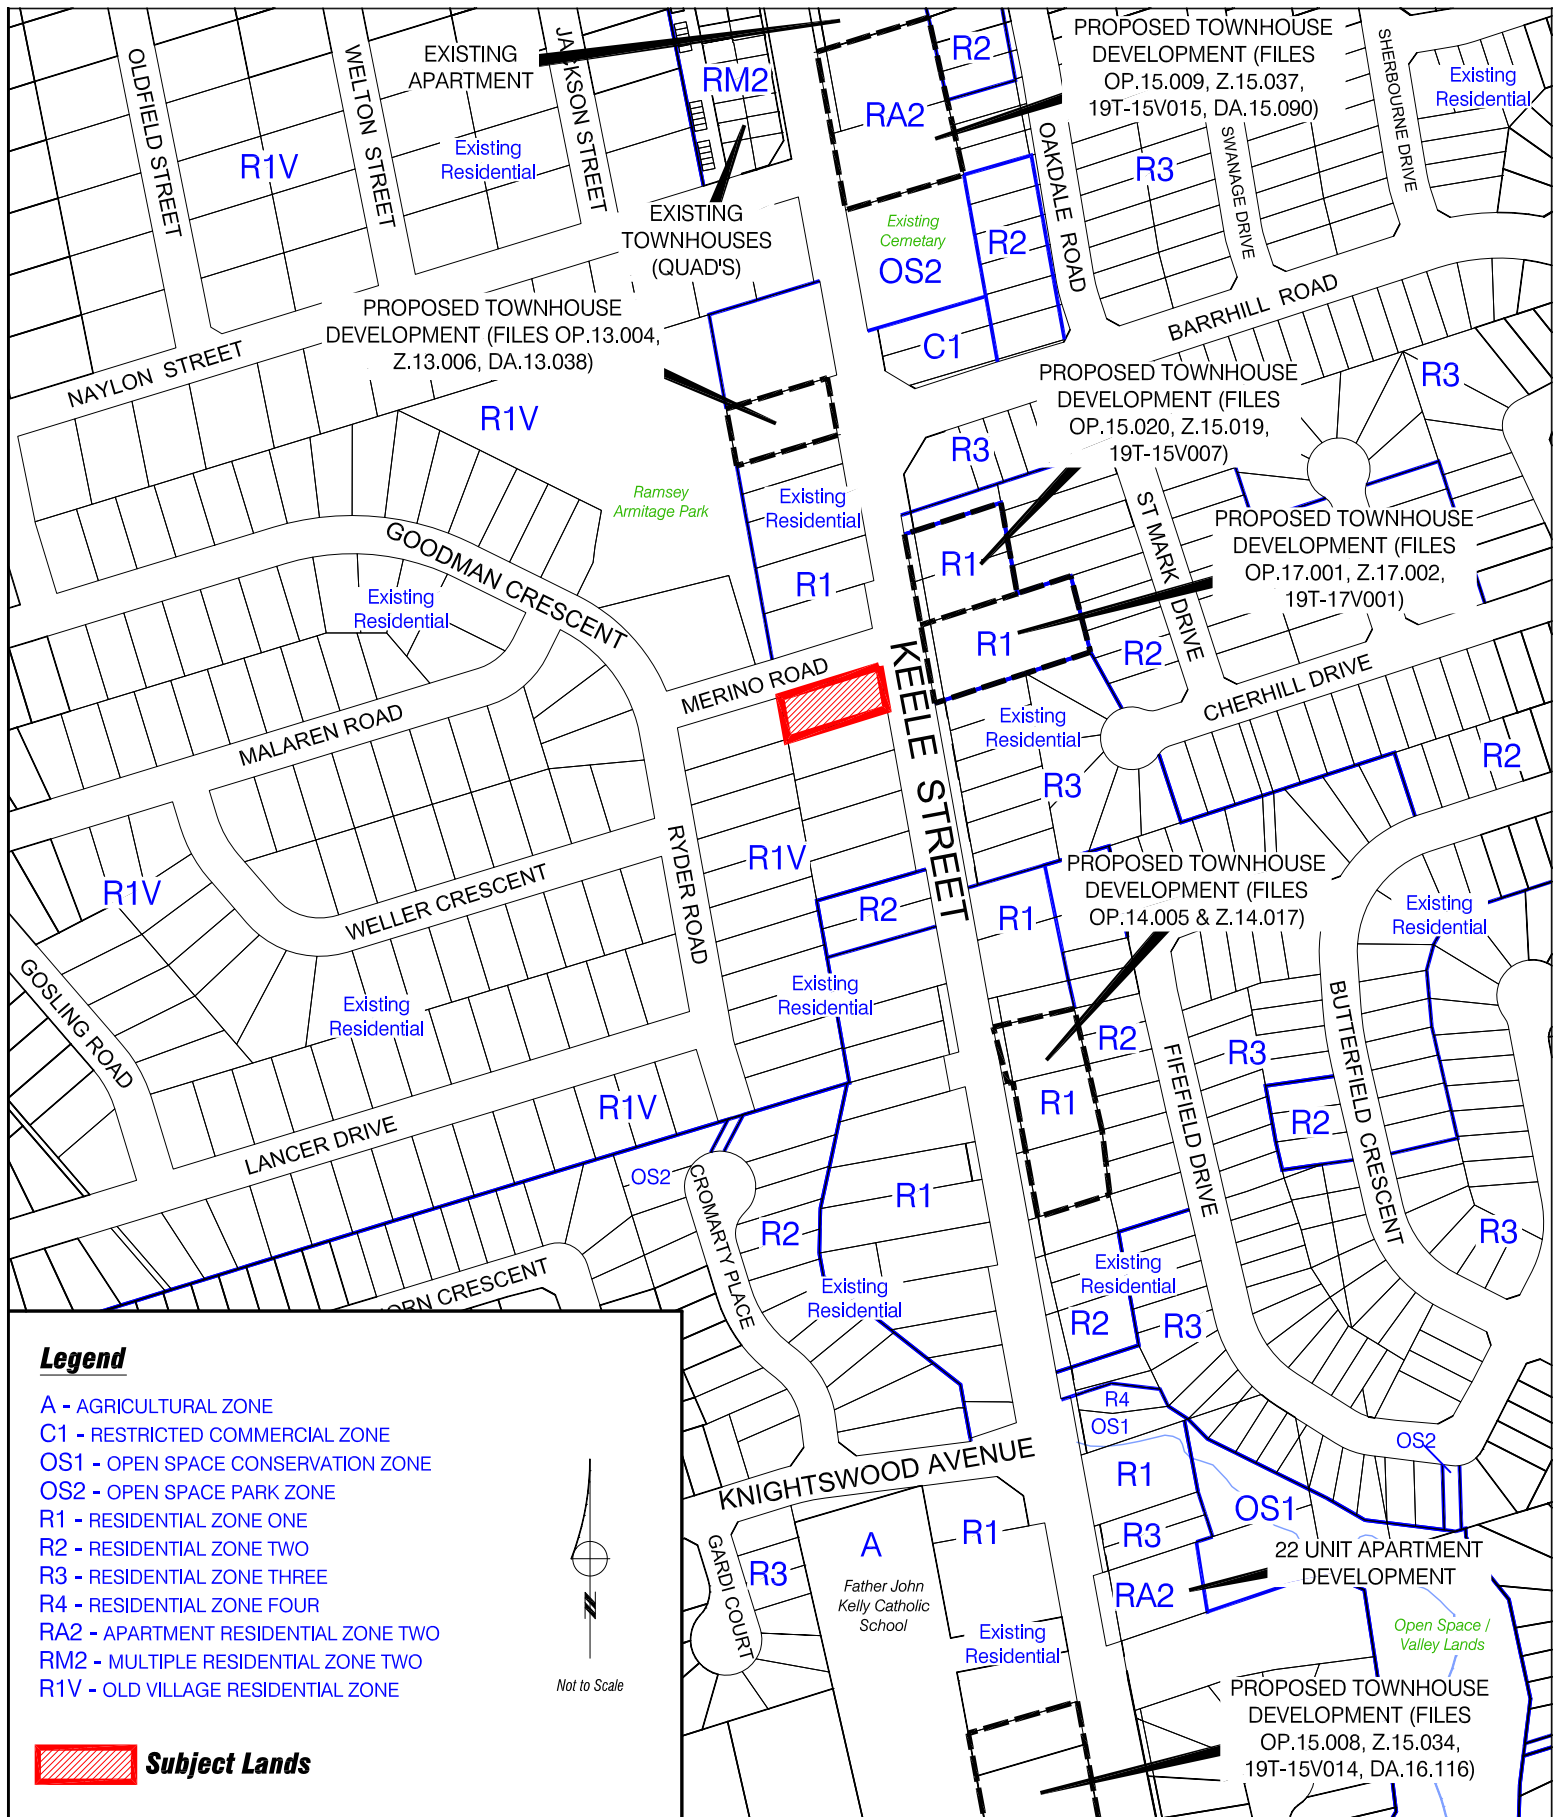 EXISTING
APARTMENT
PROPOSED TOWNHOUSE
DEVELOPMENT (FILES
OP.15.009, Z.15.037,
19T-15V015, DA.15.090)
OLDFIELD STREET
WELTON STREET
JACKSON STREET
RM2
R2
RA2
SHERBOURNE DRIVE
Existing
Residential
R1V
Existing
Residential
OAKDALE ROAD
R3
SWANAGE DRIVE
EXISTING
TOWNHOUSES
(QUAD'S)
Existing
Cemetary
OS2
R2
C1
BARRHILL ROAD
NAYLON STREET
PROPOSED TOWNHOUSE
DEVELOPMENT (FILES OP.13.004,
Z.13.006, DA.13.038)
R1V
PROPOSED TOWNHOUSE
DEVELOPMENT (FILES
OP.15.020, Z.15.019,
19T-15V007)
R3
R3
Ramsey
Armitage Park
Existing
Residential
R1
GOODMAN CRESCENT
Existing
Residential
R1
ST MARK DRIVE
PROPOSED TOWNHOUSE
DEVELOPMENT (FILES
OP.17.001, Z.17.002,
19T-17V001)
R1
R2
MERINO ROAD
KEELE STREET
CHERHILL DRIVE
MALAREN ROAD
Existing
Residential
R3
R2
RYDER ROAD
R1V
R1V
WELLER CRESCENT
R2
R1
PROPOSED TOWNHOUSE
DEVELOPMENT (FILES
OP.14.005 & Z.14.017)
Existing
Residential
GOSLING ROAD
Existing
Residential
Existing
Residential
R2
R1
FIFEFIELD DRIVE
R3
R2
BUTTERFIELD CRESCENT
R1V
LANCER DRIVE
OS2
CROMARTY PLACE
R2
R1
R3
Existing
Residential
Existing
Residential
R2
R3
ORN CRESCENT
R4
OS1
OS2
KNIGHTSWOOD AVENUE
R1
OS1
R3
RA2
22 UNIT APARTMENT
DEVELOPMENT
GARDI COURT
R3
A
Father John
Kelly Catholic
School
R1
Existing
Residential
Open Space /
Valley Lands
PROPOSED TOWNHOUSE
DEVELOPMENT (FILES
OP.15.008, Z.15.034,
19T-15V014, DA.16.116)
Legend
A - AGRICULTURAL ZONE
C1 - RESTRICTED COMMERCIAL ZONE
OS1 - OPEN SPACE CONSERVATION ZONE
OS2 - OPEN SPACE PARK ZONE
R1 - RESIDENTIAL ZONE ONE
R2 - RESIDENTIAL ZONE TWO
R3 - RESIDENTIAL ZONE THREE
R4 - RESIDENTIAL ZONE FOUR
RA2 - APARTMENT RESIDENTIAL ZONE TWO
RM2 - MULTIPLE RESIDENTIAL ZONE TWO
R1V - OLD VILLAGE RESIDENTIAL ZONE
N
Not to Scale
Subject Lands